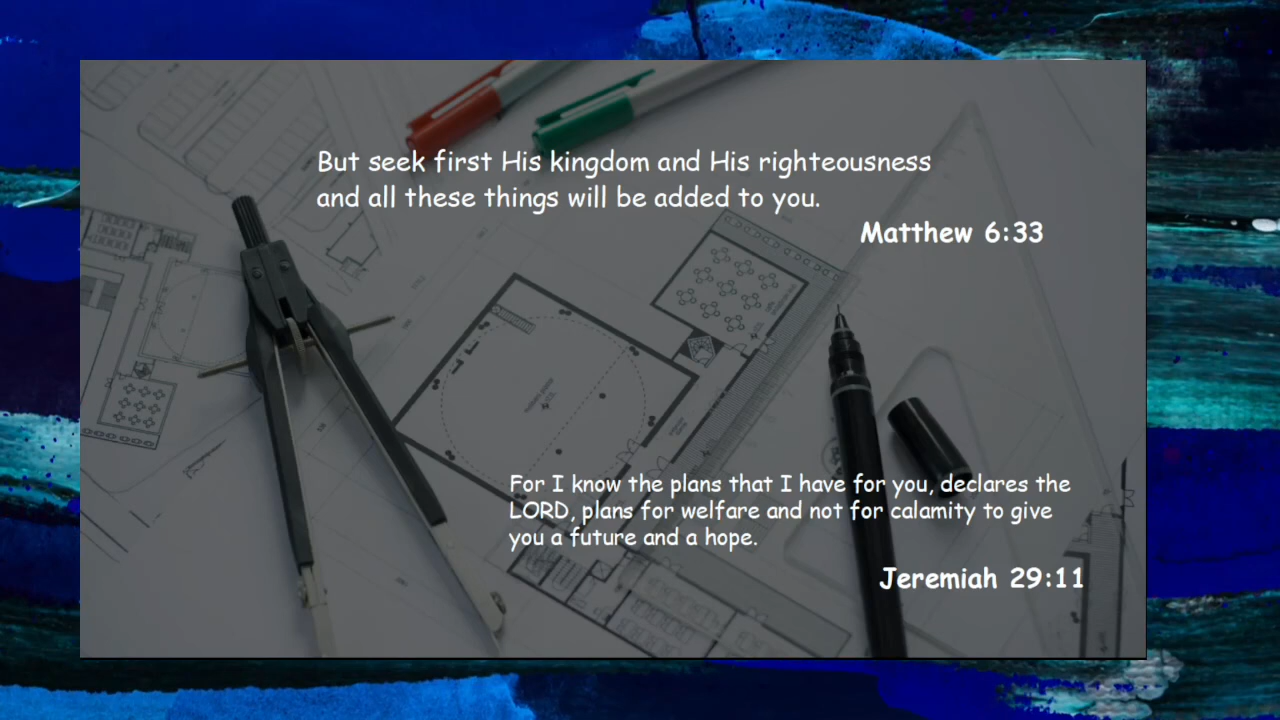 But seek first His kingdom and His righteousness
and all these things will be added to you.
Matthew 6:33
For I know the plans that I have for you, declares the
LORD, plans for welfare and not for calamity to give
you a future and a hope.
Jeremiah 29:11